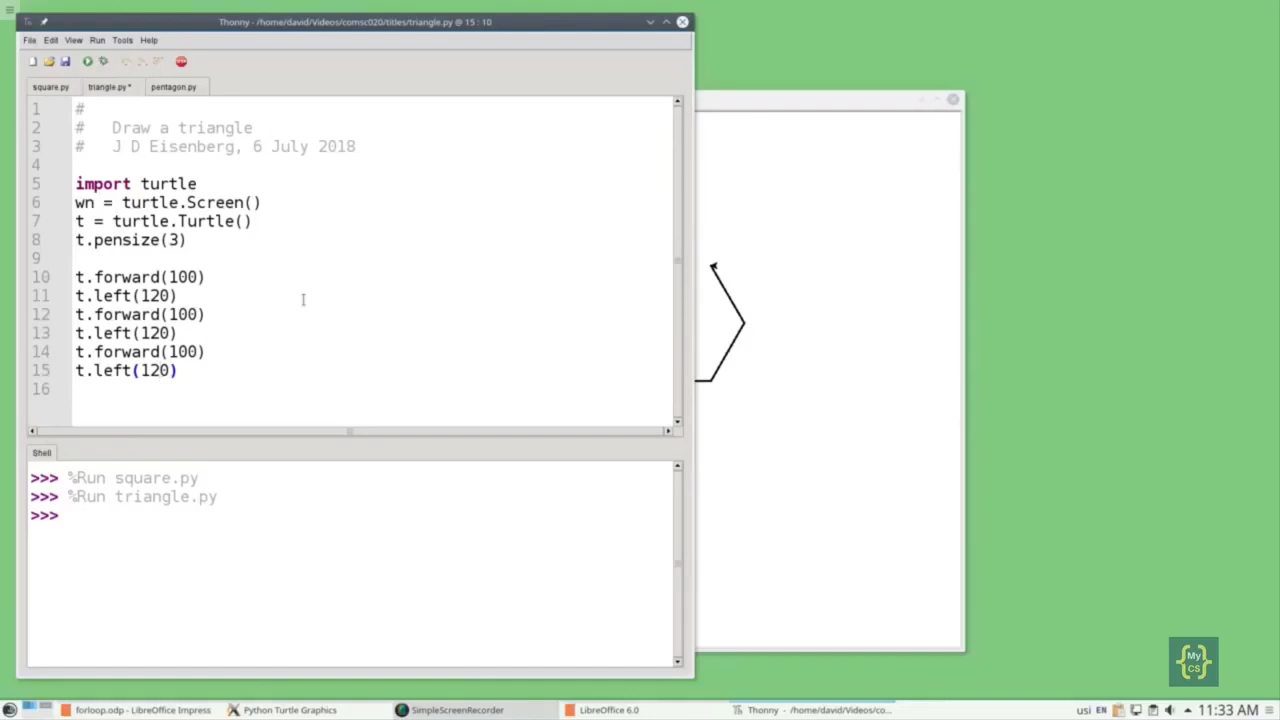 Thonny - /home/david/Videos/comsc020/titles/triangle.py @ 15 : 10
File Edit View Run Tools Help
square.py triangle.py * pentagon.py
1 #
2 #   Draw a triangle
3 #   J D Eisenberg, 6 July 2018
4
5 import turtle
6 wn = turtle.Screen()
7 t = turtle.Turtle()
8 t.pensize(3)
9
10 t.forward(100)
11 t.left(120)
12 t.forward(100)
13 t.left(120)
14 t.forward(100)
15 t.left(120)
16
Shell
>>> %Run square.py
>>> %Run triangle.py
>>>
My
CS
forloop.odp - LibreOffice Impress Python Turtle Graphics SimpleScreenRecorder LibreOffice 6.0 Thonny - /home/david/Videos/co... usi EN 11:33 AM